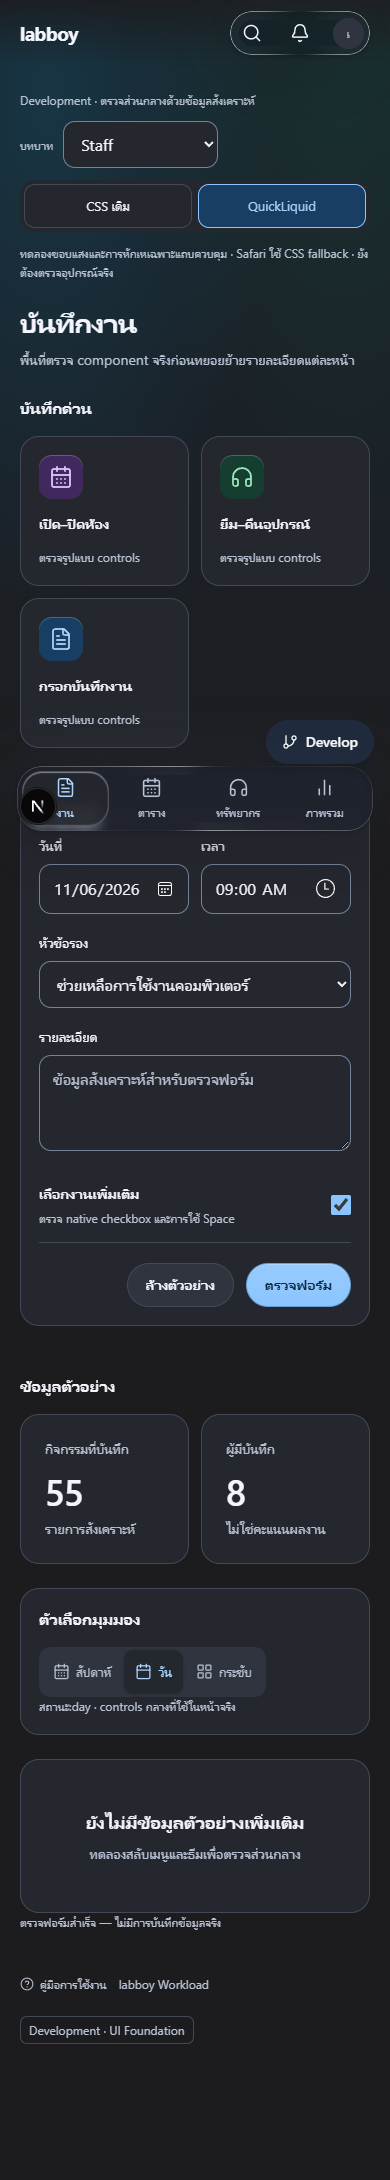 labboy
Development · ตรวจส่วนกลางด้วยข้อมูลสังเคราะห์
บทบาท Staff
CSS เดิม QuickLiquid
ทดลองขอบแสงและการหักเหเฉพาะแถบควบคุม · Safari ใช้ CSS fallback · ยัง
ต้องตรวจอุปกรณ์จริง
บันทึกงาน
พื้นที่ตรวจ component จริงก่อนทยอยย้ายรายละเอียดแต่ละหน้า
บันทึกด่วน
เปิด–ปิดห้อง
ตรวจรูปแบบ controls
ยืม–คืนอุปกรณ์
ตรวจรูปแบบ controls
กรอกบันทึกงาน
ตรวจรูปแบบ controls
Develop
งาน ตาราง ทรัพยากร ภาพรวม
วันที่ เวลา
11/06/2026 09:00 AM
หัวข้อรอง
ช่วยเหลือการใช้งานคอมพิวเตอร์
รายละเอียด
ข้อมูลสังเคราะห์สำหรับตรวจฟอร์ม
เลือกงานเพิ่มเติม
ตรวจ native checkbox และการใช้ Space
ล้างตัวอย่าง ตรวจฟอร์ม
ข้อมูลตัวอย่าง
กิจกรรมที่บันทึก
55
รายการสังเคราะห์
ผู้มีบันทึก
8
ไม่ใช่คะแนนผลงาน
ตัวเลือกมุมมอง
สัปดาห์ วัน กระชับ
สถานะ:day · controls กลางที่ใช้ในหน้าจริง
ยังไม่มีข้อมูลตัวอย่างเพิ่มเติม
ทดลองสลับเมนูและธีมเพื่อตรวจส่วนกลาง
ตรวจฟอร์มสำเร็จ — ไม่มีการบันทึกข้อมูลจริง
คู่มือการใช้งาน labboy Workload
Development · UI Foundation